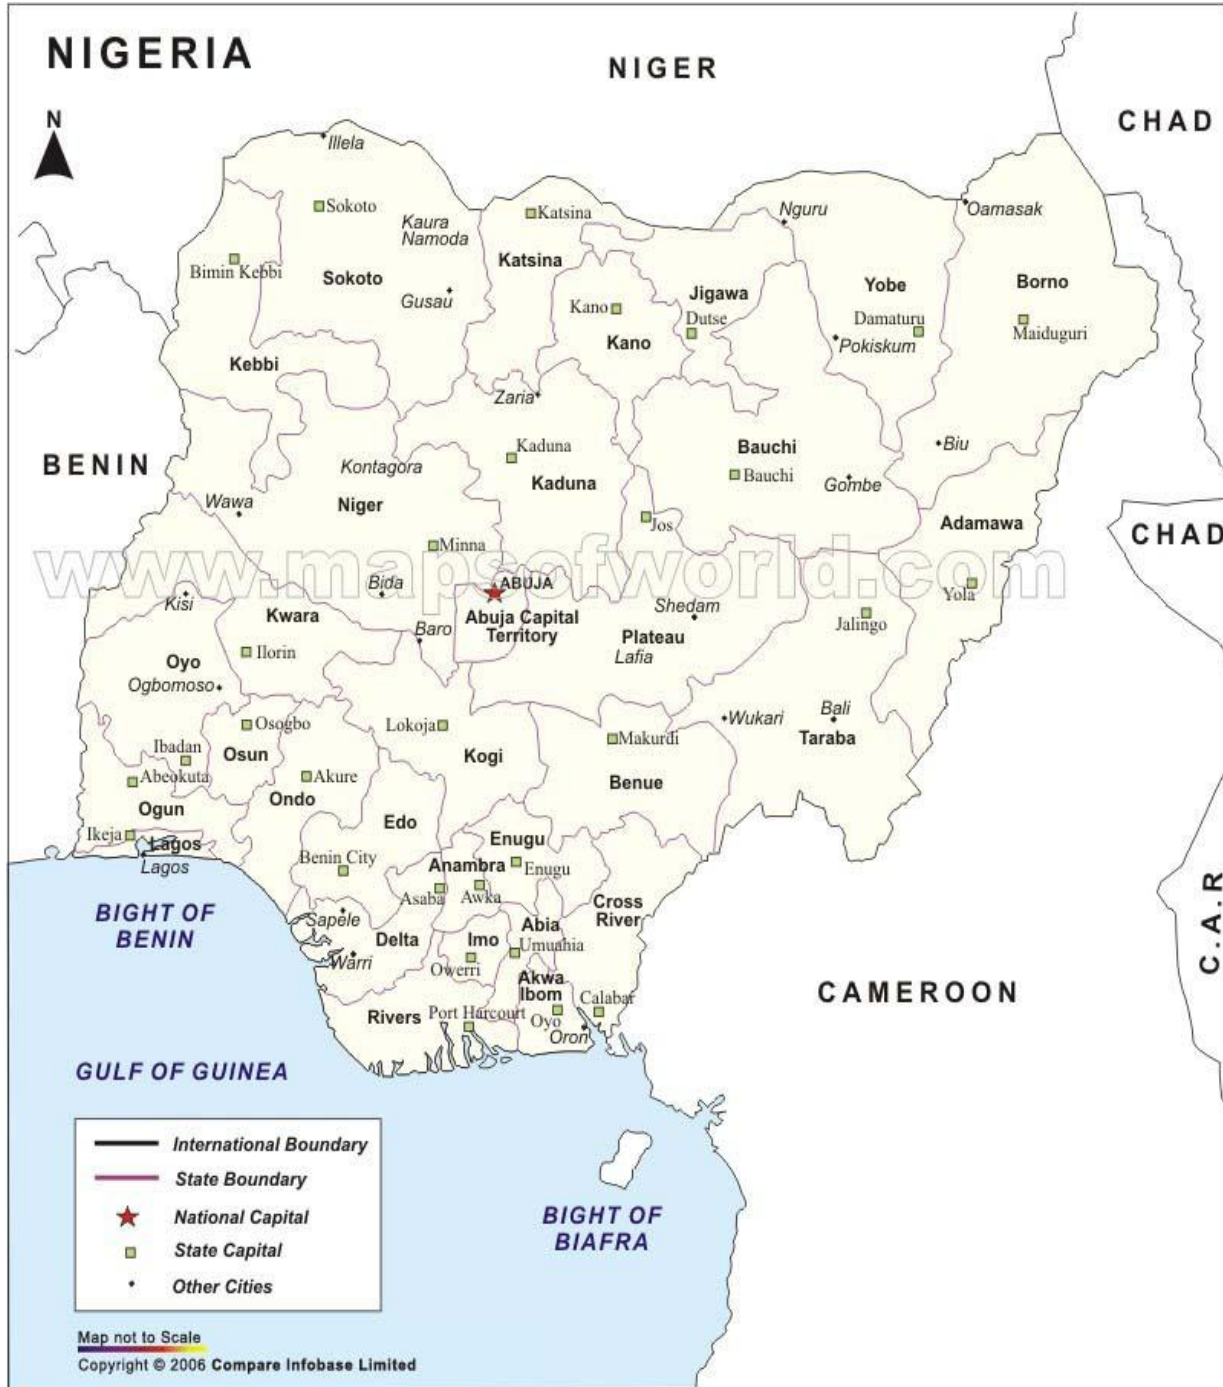 NIGERIA
NIGER
CHAD
N
Illela
Sokoto
Kaura
Namoda
Katsina
Nguru
Oamasak
Bimin Kebbi
Sokoto
Katsina
Gusau
Kano
Jigawa
Dutse
Yobe
Borno
Damaturu
Maiduguri
Kano
Pokiskum
Kebbi
Zaria
BENIN
Kontagora
Kaduna
Kaduna
Bauchi
Bauchi
Gombe
Biu
Wawa
Niger
Jos
Adamawa
CHAD
Minna
www.mapsofworld.com
Kisi
Bida
ABUJA
Abuja Capital
Territory
Shedam
Yola
Kwara
Baro
Plateau
Lafia
Jalingo
Oyo
Ilorin
Ogbomoso
Osogbo
Lokoja
Makurdi
Wukari
Bali
Taraba
Ibadan
Osun
Kogi
Abeokuta
Akure
Benue
Ogun
Ondo
Edo
Ikeja
Lagos
Lagos
Enugu
Benin City
Anambra
Enugu
Asaba
Awka
Cross
River
C.A.R
BIGHT OF
BENIN
Sapele
Delta
Imo
Abia
Umuahia
Warri
Owerri
Akwa
Ibom
CAMEROON
Rivers
Port Harcourt
Oyo
Calabar
Oron
GULF OF GUINEA
International Boundary
State Boundary
National Capital
State Capital
Other Cities
BIGHT OF
BIAFRA
Map not to Scale
Copyright © 2006 Compare Infobase Limited